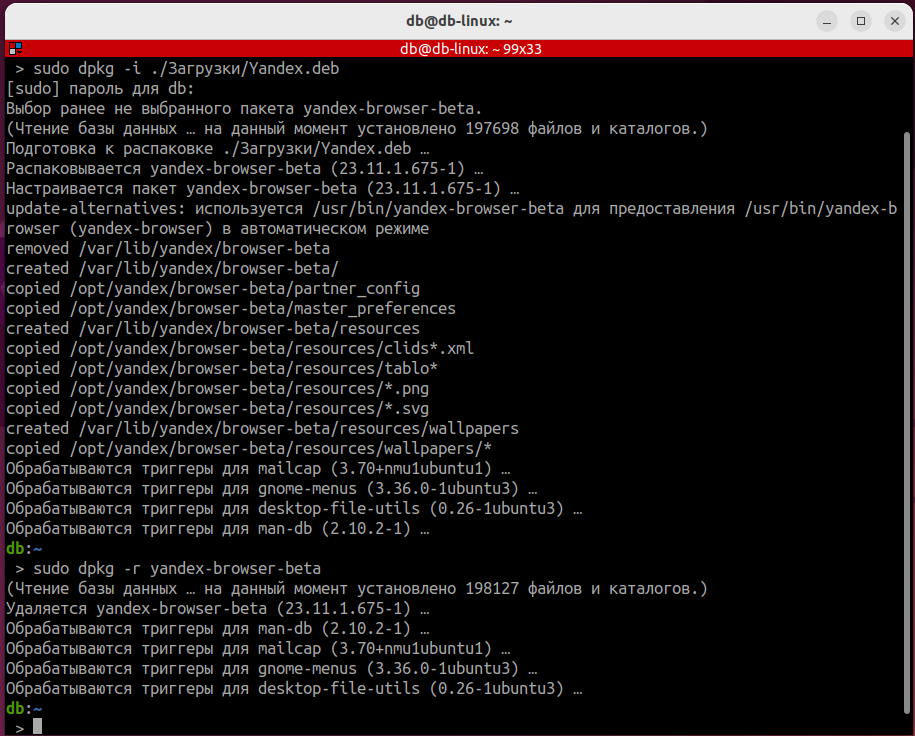 db@db-linux: ~
db@db-linux: ~ 99x33
> sudo dpkg -i ./Загрузки/Yandex.deb
[sudo] пароль для db:
Выбор ранее не выбранного пакета yandex-browser-beta.
(Чтение базы данных … на данный момент установлено 197698 файлов и каталогов.)
Подготовка к распаковке ./Загрузки/Yandex.deb …
Распаковывается yandex-browser-beta (23.11.1.675-1) …
Настраивается пакет yandex-browser-beta (23.11.1.675-1) …
update-alternatives: используется /usr/bin/yandex-browser-beta для предоставления /usr/bin/yandex-b
rowser (yandex-browser) в автоматическом режиме
removed /var/lib/yandex/browser-beta
created /var/lib/yandex/browser-beta/
copied /opt/yandex/browser-beta/partner_config
copied /opt/yandex/browser-beta/master_preferences
created /var/lib/yandex/browser-beta/resources
copied /opt/yandex/browser-beta/resources/clids*.xml
copied /opt/yandex/browser-beta/resources/tablo*
copied /opt/yandex/browser-beta/resources/*.png
copied /opt/yandex/browser-beta/resources/*.svg
created /var/lib/yandex/browser-beta/resources/wallpapers
copied /opt/yandex/browser-beta/resources/wallpapers/*
Обрабатываются триггеры для mailcap (3.70+nmu1ubuntu1) …
Обрабатываются триггеры для gnome-menus (3.36.0-1ubuntu3) …
Обрабатываются триггеры для desktop-file-utils (0.26-1ubuntu3) …
Обрабатываются триггеры для man-db (2.10.2-1) …
db:~
> sudo dpkg -r yandex-browser-beta
(Чтение базы данных … на данный момент установлено 198127 файлов и каталогов.)
Удаляется yandex-browser-beta (23.11.1.675-1) …
Обрабатываются триггеры для man-db (2.10.2-1) …
Обрабатываются триггеры для mailcap (3.70+nmu1ubuntu1) …
Обрабатываются триггеры для gnome-menus (3.36.0-1ubuntu3) …
Обрабатываются триггеры для desktop-file-utils (0.26-1ubuntu3) …
db:~
>